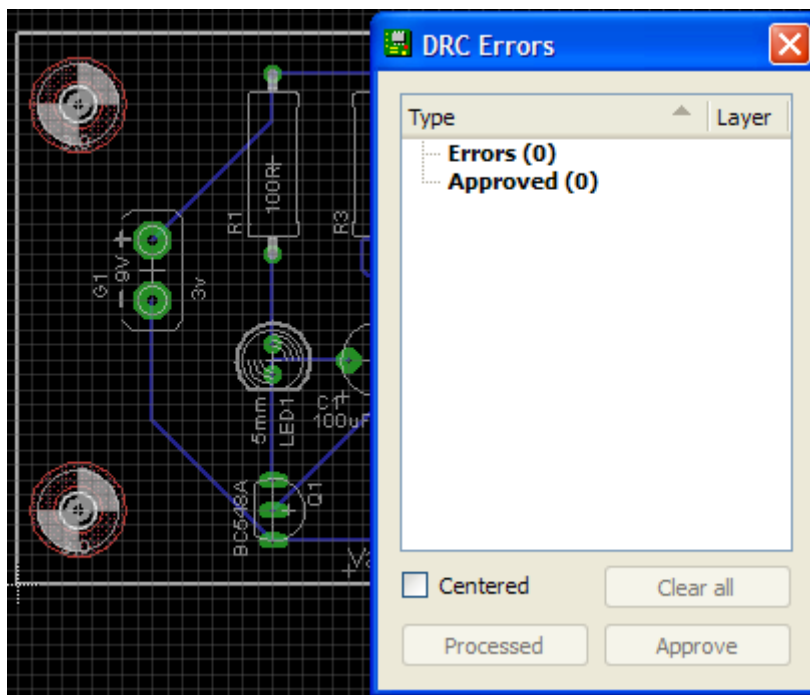 DRC Errors
Type Layer
Errors (0)
Approved (0)
Centered
Clear all
Processed
Approve
R1
100R
R3
G1
9V
+
-
3v
5mm
LED1
C1
+
100uF
BC548A
Q1